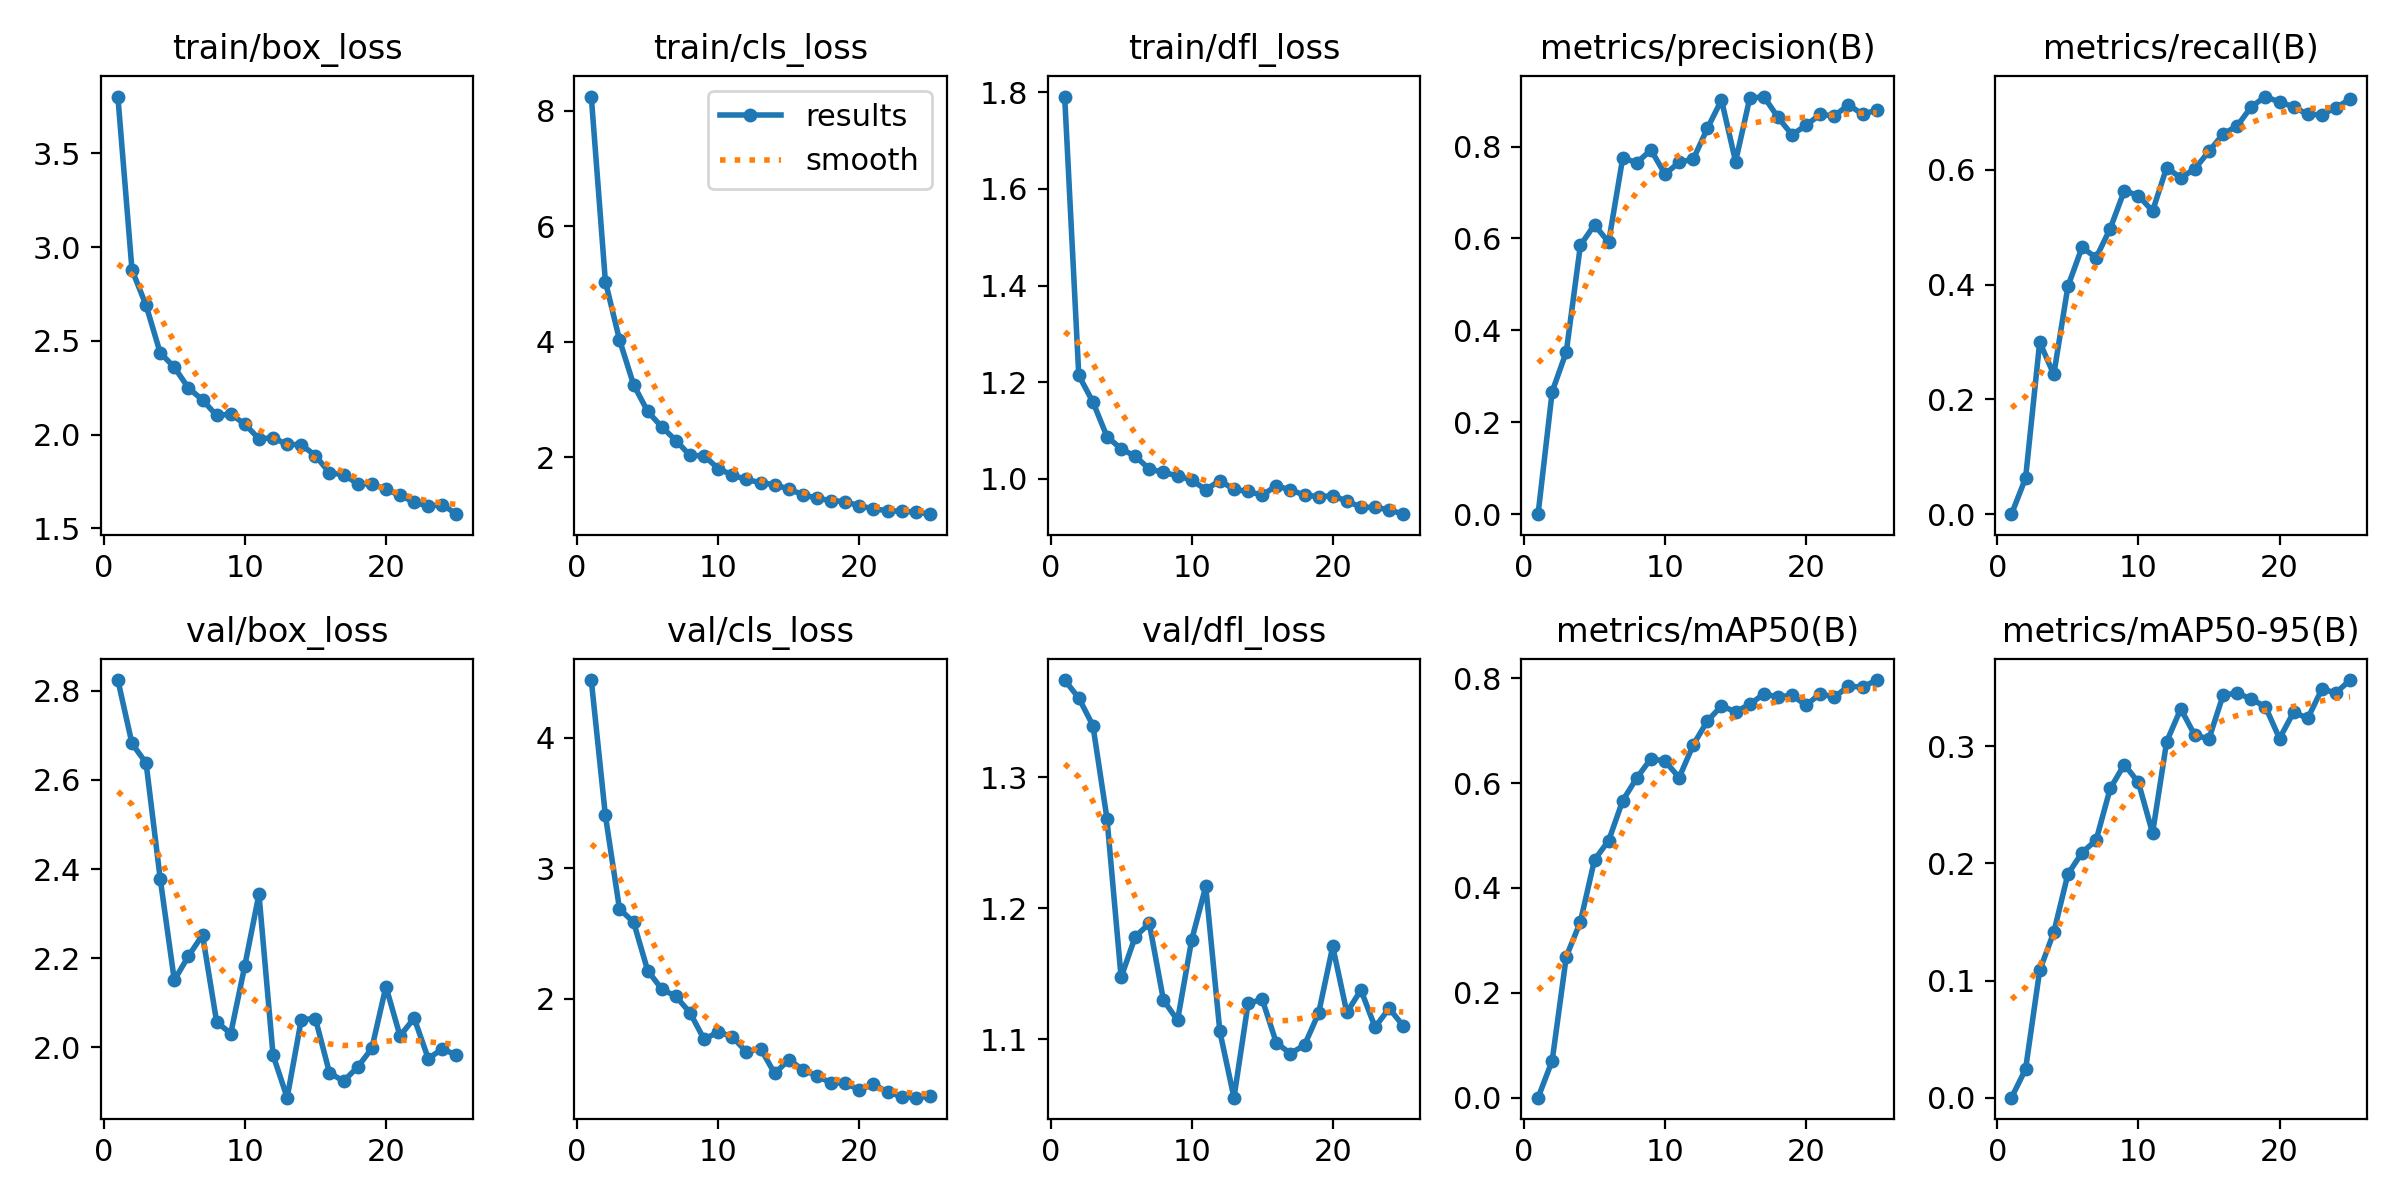 train/box_loss
train/cls_loss
train/dfl_loss
metrics/precision(B)
metrics/recall(B)
3.5
3.0
2.5
2.0
1.5
0 10 20
results
smooth
8
6
4
2
0 10 20
1.8
1.6
1.4
1.2
1.0
0 10 20
0.8
0.6
0.4
0.2
0.0
0 10 20
0.6
0.4
0.2
0.0
0 10 20
val/box_loss
val/cls_loss
val/dfl_loss
metrics/mAP50(B)
metrics/mAP50-95(B)
2.8
2.6
2.4
2.2
2.0
0 10 20
4
3
2
0 10 20
1.3
1.2
1.1
0 10 20
0.8
0.6
0.4
0.2
0.0
0 10 20
0.3
0.2
0.1
0.0
0 10 20